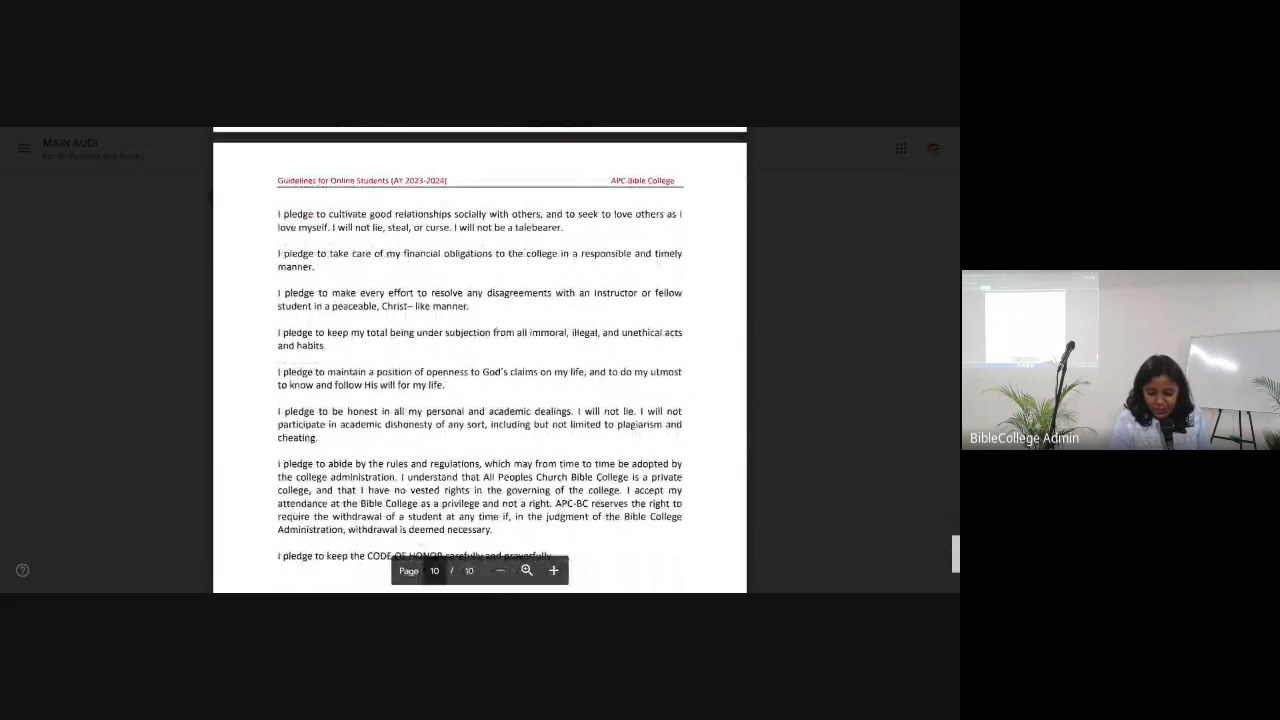 MAIN AUDI
For all students and faculty
Guidelines for Online Students (AY 2023-2024)
APC Bible College
I pledge to cultivate good relationships socially with others, and to seek to love others as I
love myself. I will not lie, steal, or curse. I will not be a talebearer.
I pledge to take care of my financial obligations to the college in a responsible and timely
manner.
I pledge to make every effort to resolve any disagreements with an Instructor or fellow
student in a peaceable, Christ– like manner.
I pledge to keep my total being under subjection from all immoral, illegal, and unethical acts
and habits.
I pledge to maintain a position of openness to God's claims on my life, and to do my utmost
to know and follow His will for my life.
I pledge to be honest in all my personal and academic dealings. I will not lie. I will not
participate in academic dishonesty of any sort, including but not limited to plagiarism and
cheating.
I pledge to abide by the rules and regulations, which may from time to time be adopted by
the college administration. I understand that All Peoples Church Bible College is a private
college, and that I have no vested rights in the governing of the college. I accept my
attendance at the Bible College as a privilege and not a right. APC-BC reserves the right to
require the withdrawal of a student at any time if, in the judgment of the Bible College
Administration, withdrawal is deemed necessary.
I pledge to keep the CODE OF HONOR carefully and prayerfully.
Page 10 / 10
BibleCollege Admin